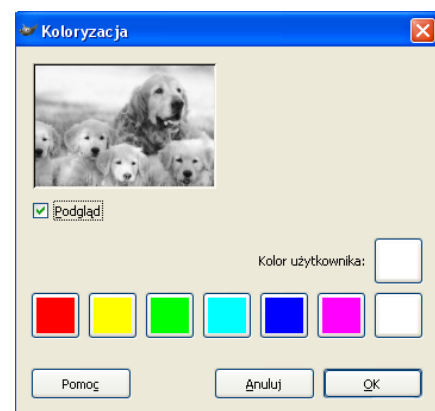 Koloryzacja
Podgląd
Kolor użytkownika:
Pomoc
Anuluj
OK